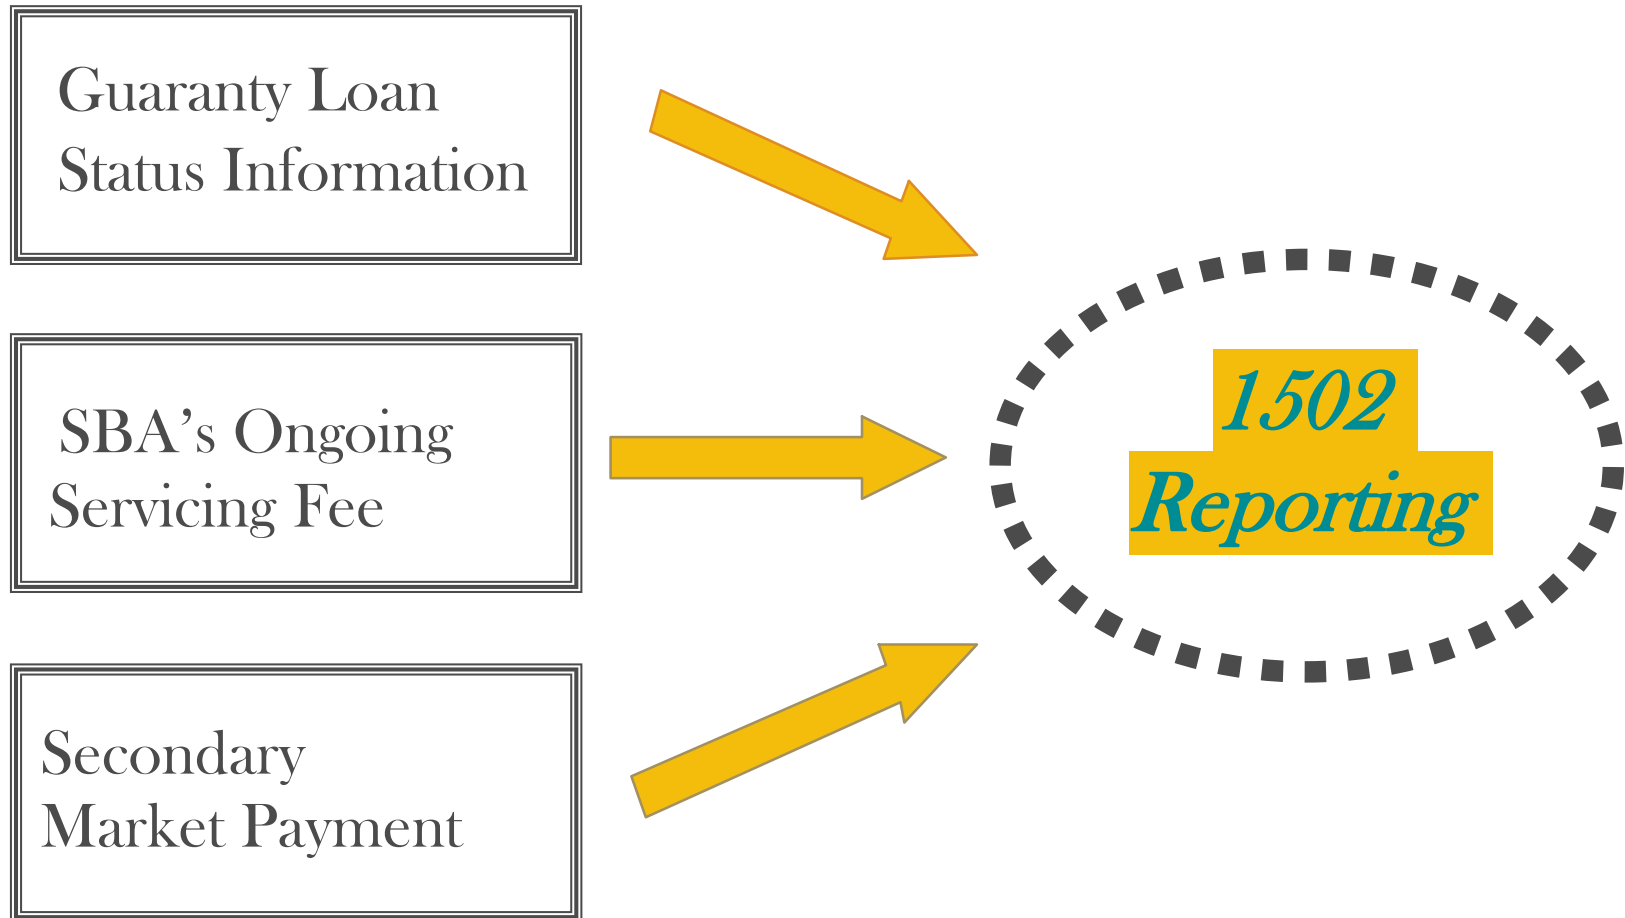 Guaranty Loan
Status Information
SBA’s Ongoing
Servicing Fee
Secondary
Market Payment
1502
Reporting